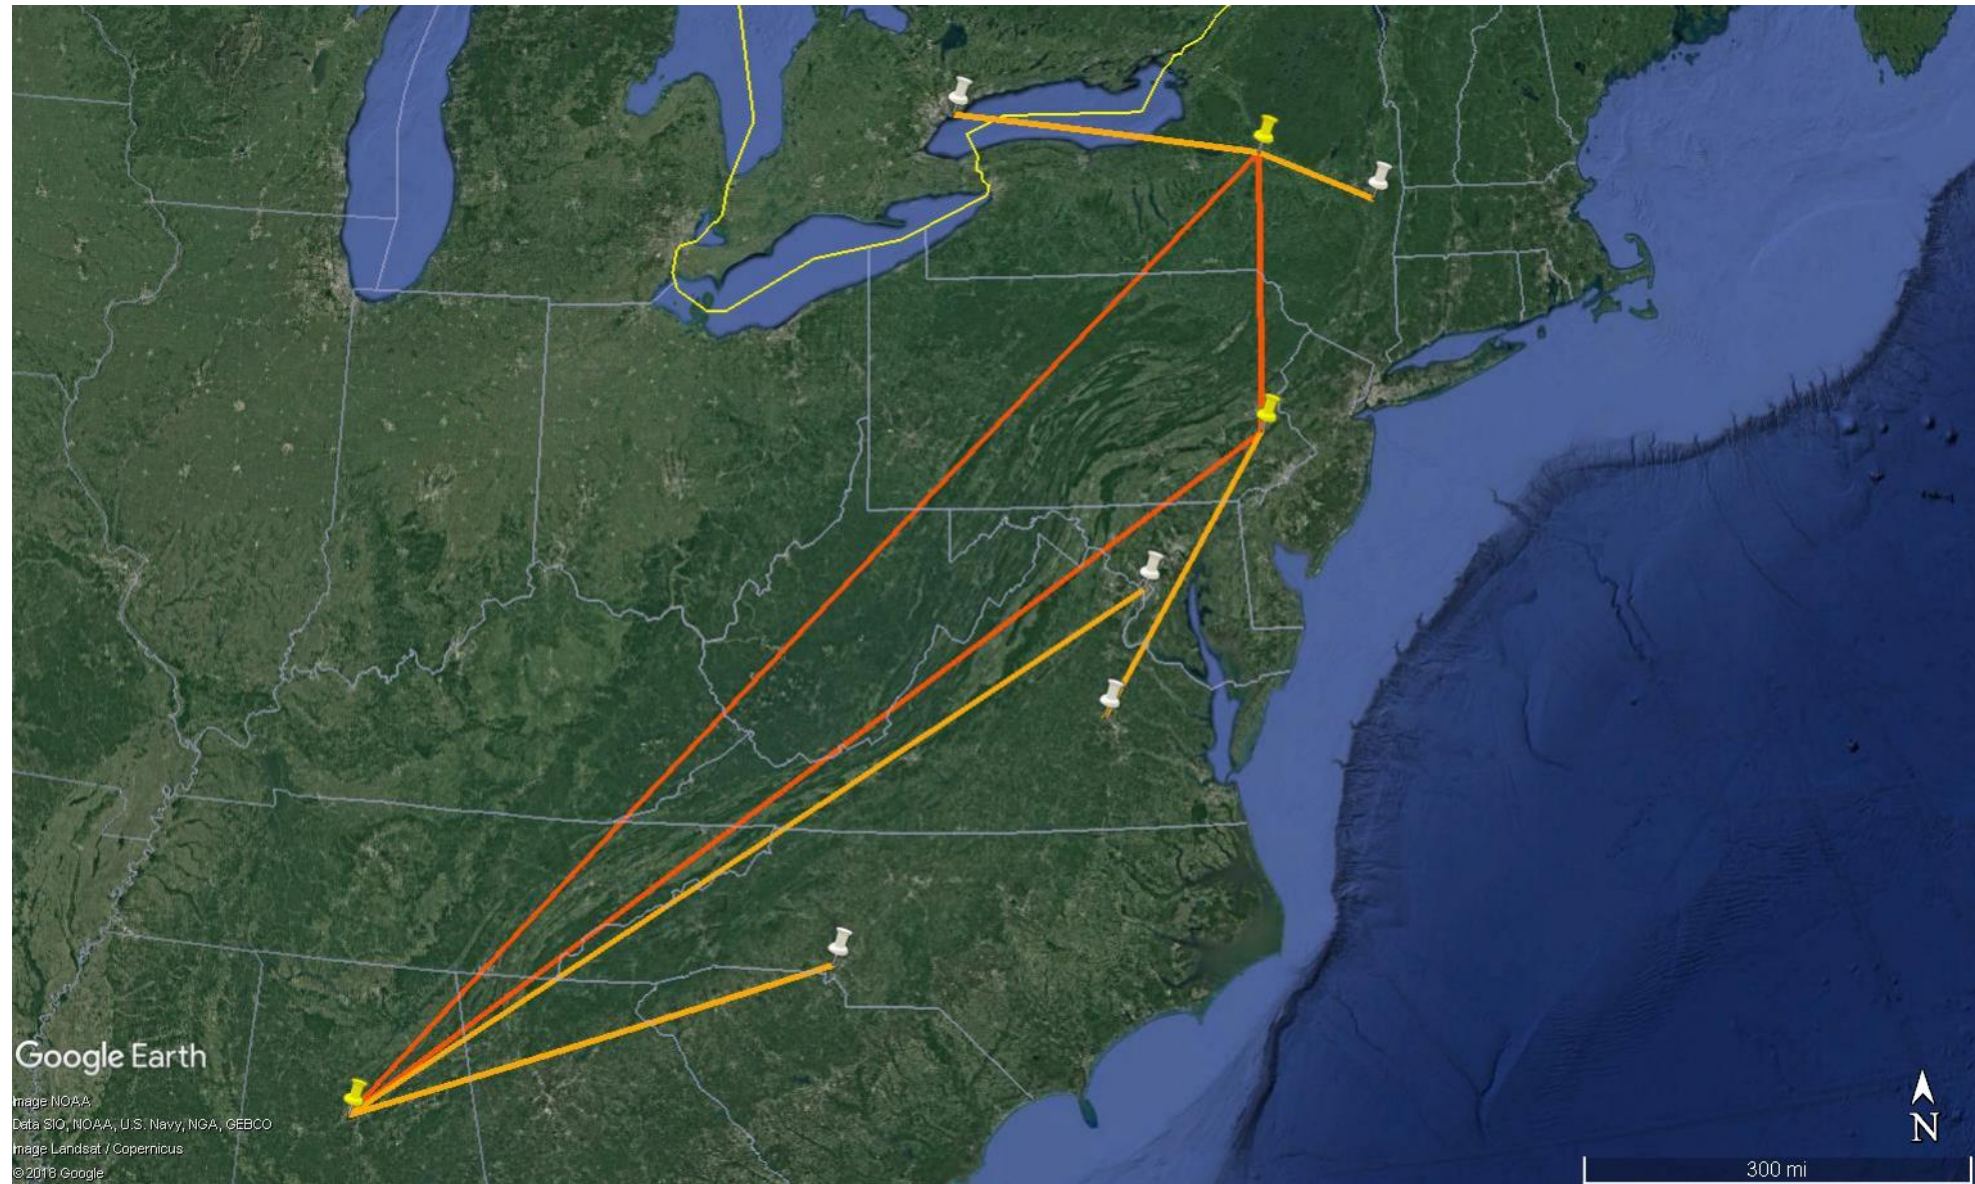 Google Earth
Image NOAA
Data SIO, NOAA, U.S. Navy, NGA, GEBCO
Image Landsat / Copernicus
© 2018 Google
N
300 mi